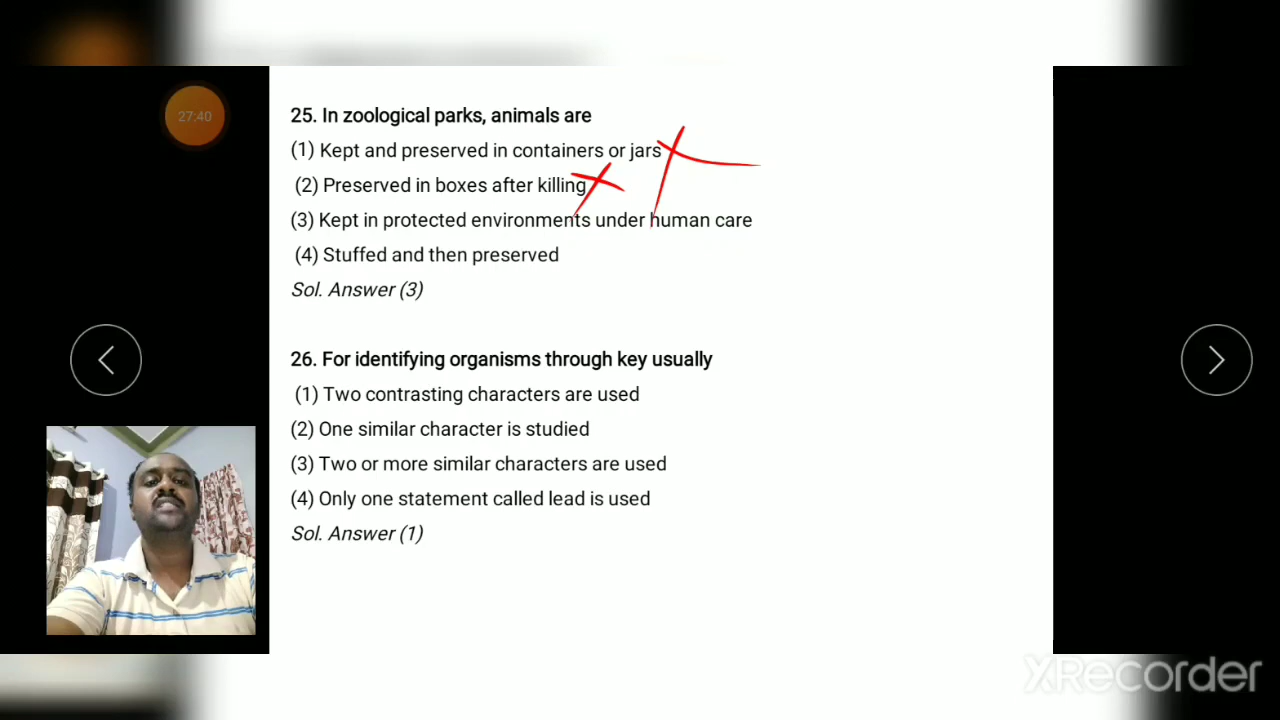 27:40
25. In zoological parks, animals are
(1) Kept and preserved in containers or jars
(2) Preserved in boxes after killing
(3) Kept in protected environments under human care
(4) Stuffed and then preserved
Sol. Answer (3)
26. For identifying organisms through key usually
(1) Two contrasting characters are used
(2) One similar character is studied
(3) Two or more similar characters are used
(4) Only one statement called lead is used
Sol. Answer (1)
XRecorder